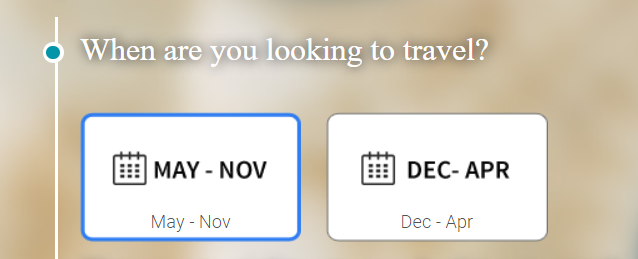 When are you looking to travel?
MAY - NOV
DEC- APR
May - Nov
Dec - Apr